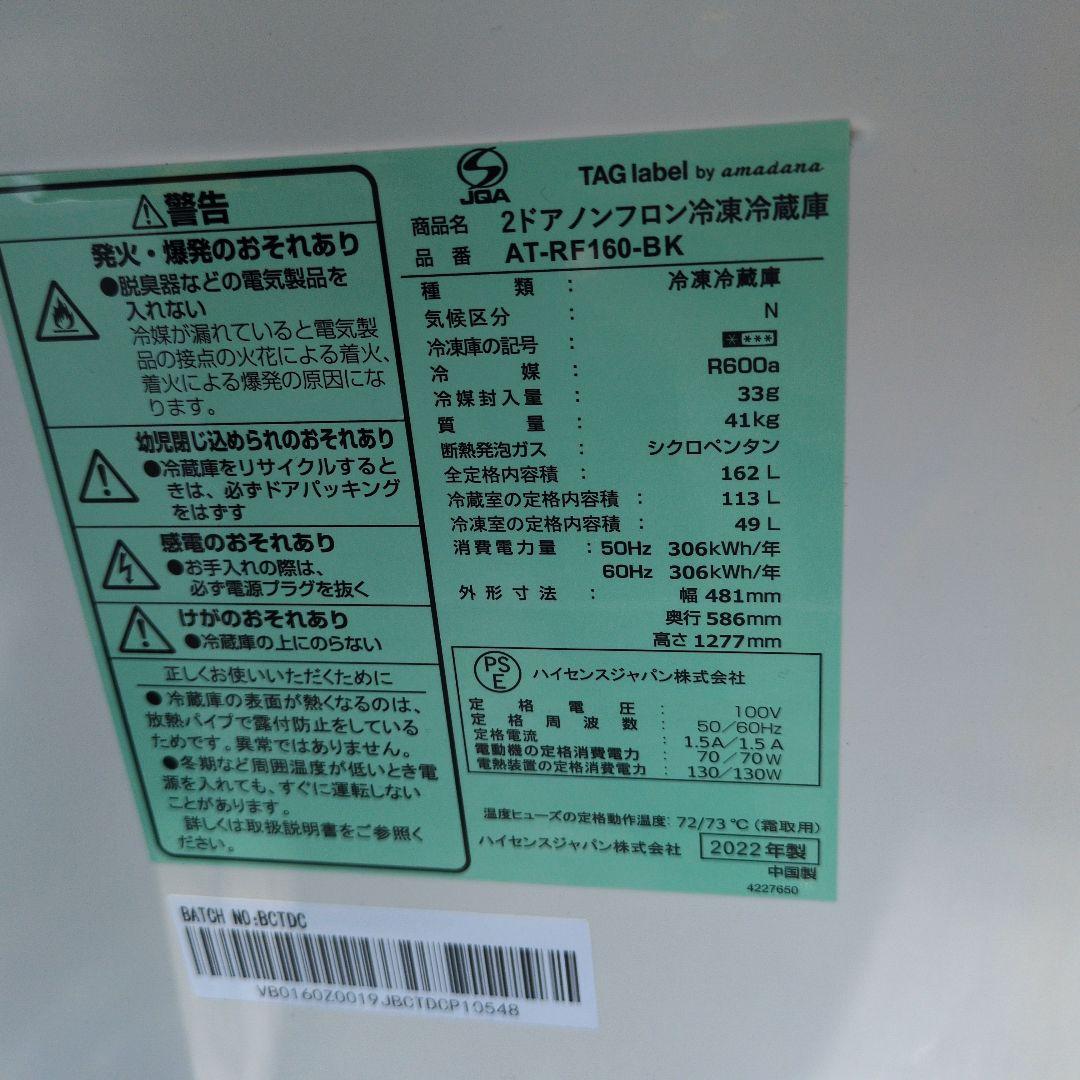 ⚠警告
発火・爆発のおそれあり
●脱臭器などの電気製品を
入れない
冷媒が漏れていると電気製
品の接点の火花による着火、
着火による爆発の原因にな
ります。
幼児閉じ込められのおそれあり
●冷蔵庫をリサイクルすると
きは、必ずドアパッキング
をはずす
感電のおそれあり
●お手入れの際は、
必ず電源プラグを抜く
けがのおそれあり
●冷蔵庫の上にのらない
正しくお使いいただくために
●冷蔵庫の表面が熱くなるのは、
放熱パイプで露付防止をしている
ためです。異常ではありません。
●冬期など周囲温度が低いとき電
源を入れても、すぐに運転しない
ことがあります。
詳しくは取扱説明書をご参照く
ださい。
JQA
TAG label by amadana
商品名 2ドアノンフロン冷凍冷蔵庫
品番 AT-RF160-BK
種類 : 冷凍冷蔵庫
気候区分 : N
冷凍庫の記号 : ****
冷媒 : R600a
冷媒封入量 : 33g
質量 : 41kg
断熱発泡ガス : シクロペンタン
全定格内容積 : 162 L
冷蔵室の定格内容積 : 113 L
冷凍室の定格内容積 : 49 L
消費電力量 : 50Hz 306kWh/年
60Hz 306kWh/年
外形寸法 : 幅 481mm
奥行 586mm
高さ 1277mm
PSE ハイセンスジャパン株式会社
定格電圧 : 100V
定格周波数 : 50/60Hz
定格電流 : 1.5A/1.5A
電動機の定格消費電力 : 70/70W
電熱装置の定格消費電力 : 130/130W
温度ヒューズの定格動作温度: 72/73℃(霜取用)
ハイセンスジャパン株式会社 2022年製
中国製
4227650
BATCH NO:BCTDC
VB0160Z0019JBCTDCP10548